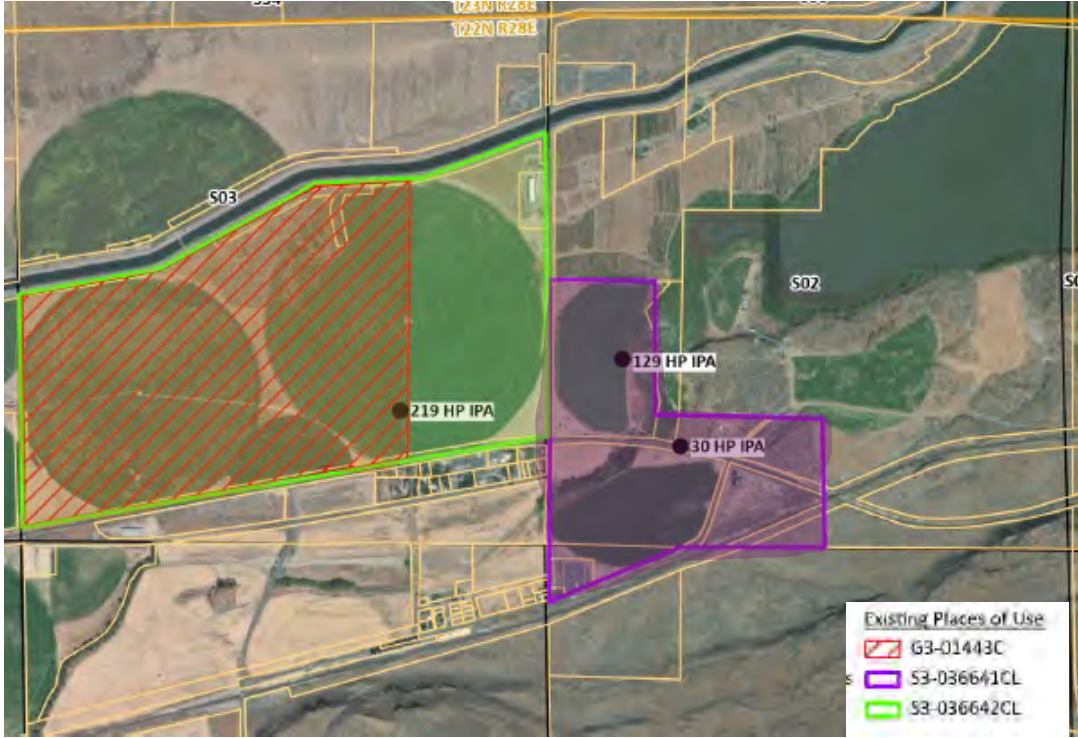 T23N R28E
T22N R28E
S03
S02
129 HP IPA
219 HP IPA
30 HP IPA
Existing Places of Use
G3-01443C
S3-036641CL
S3-036642CL
s